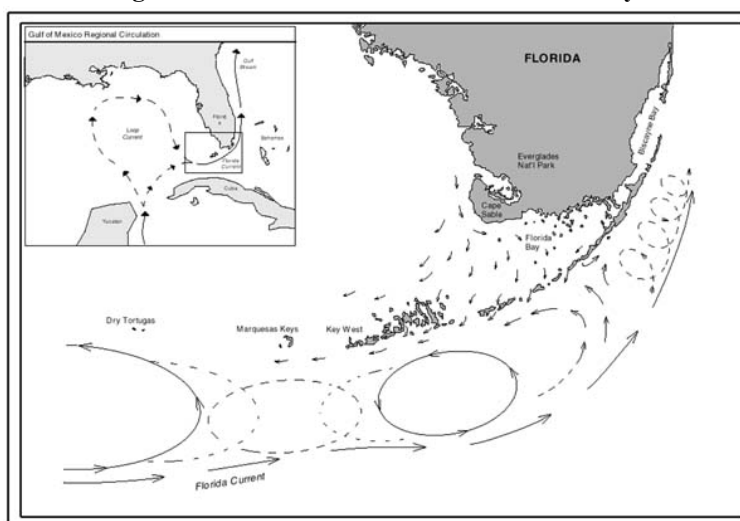 Gulf of Mexico Regional Circulation
Gulf
Stream
Florid
a
Loop
Current
Bahamas
Florida
Current
Cuba
Yucatan
FLORIDA
Biscayne Bay
Everglades
Nat'l Park
Cape
Sable
Florida
Bay
Dry Tortugas
Marquesas Keys
Key West
Florida Current